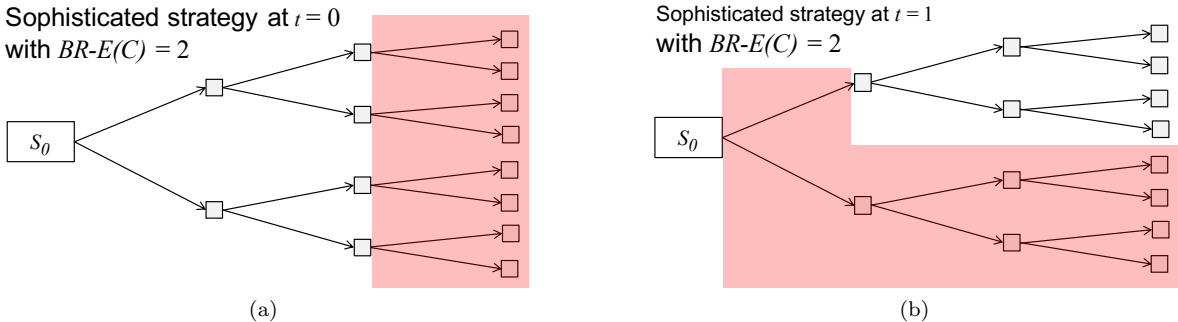 Sophisticated strategy at t = 0
with BR-E(C) = 2
S0
(a)
Sophisticated strategy at t = 1
with BR-E(C) = 2
S0
(b)